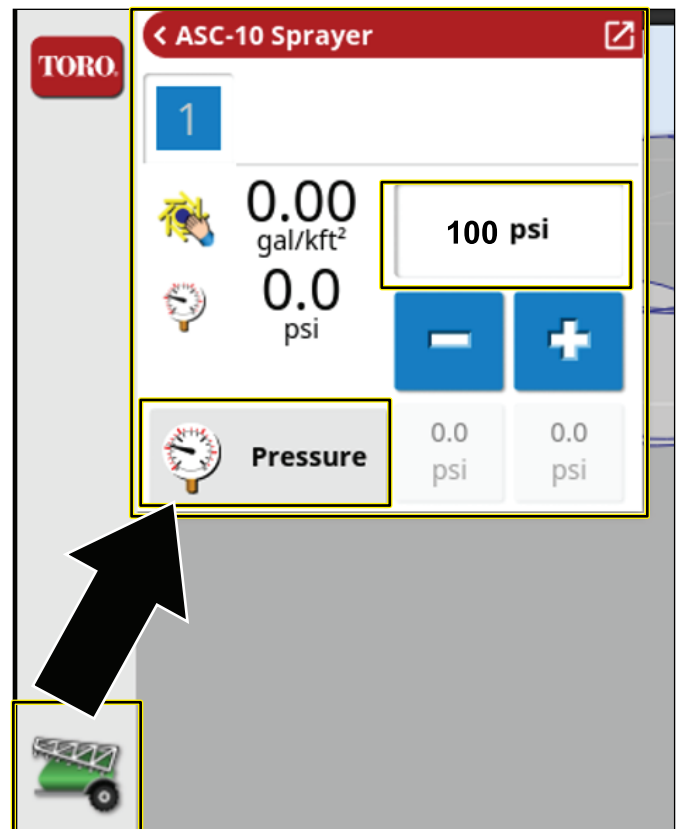 TORO.
< ASC-10 Sprayer
1
0.00
gal/kft²
100 psi
0.0
psi
Pressure
0.0
psi
0.0
psi